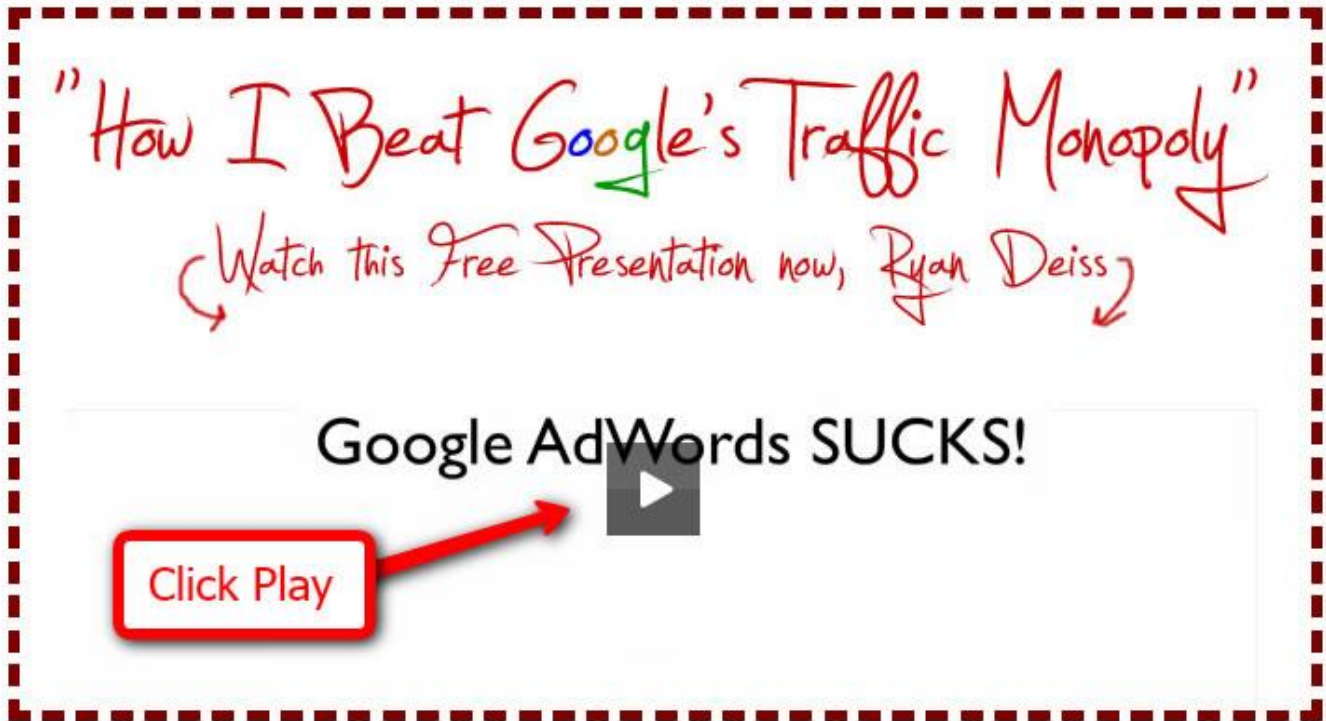 "How I Beat Google's Traffic Monopoly"
Watch this Free Presentation now, Ryan Deiss
Google AdWords SUCKS!
Click Play